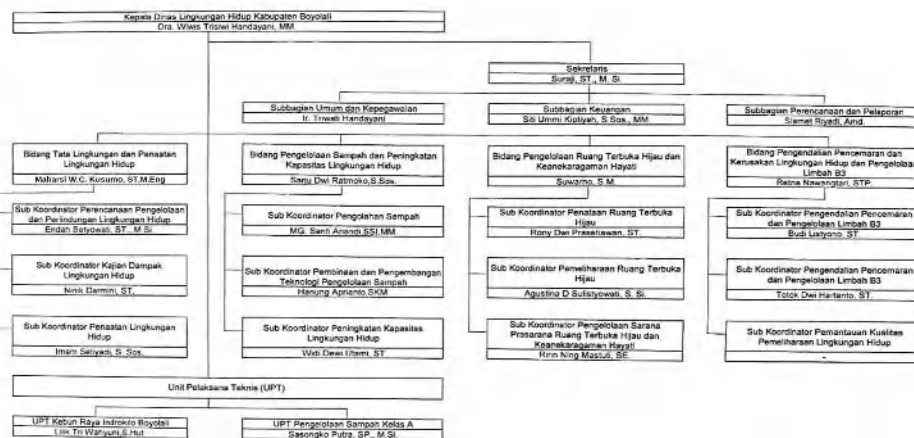 Kepala Dinas Lingkungan Hidup Kabupaten Boyolali
Dra. Wiwis Trisiwi Handayani, MM
Sekretaris
Suraji, ST., M. Si.
Subbagian Umum dan Kepegawaian
Ir. Triwati Handayani
Subbagian Keuangan
Siti Ummi Kiptiyah, S.Sos., MM
Subbagian Perencanaan dan Pelaporan
Slamet Riyadi, Amd.
Bidang Tata Lingkungan dan Penaatan
Lingkungan Hidup
Maharsi W.C. Kusumo, ST,M.Eng
Bidang Pengelolaan Sampah dan Peningkatan
Kapasitas Lingkungan Hidup
Dwi Ratmoko,S.Sos.
Bidang Pengelolaan Ruang Terbuka Hijau dan
Keanekaragaman Hayati
Suwarno, S.M.
Bidang Pengendalian Pencemaran dan
Kerusakan Lingkungan Hidup dan Pengelolaan
Limbah B3
Retna Nawangsari, STP.
Sub Koordinator Perencanaan Pengelolaan
dan Perlindungan Lingkungan Hidup
Endah Setyowati, ST., M.Si
Sub Koordinator Pengolahan Sampah
MG. Santi SSI,MM
Sub Koordinator Penataan Ruang Terbuka
Hijau
Rony Dwi Prasetiawan, ST.
Sub Koordinator Pengendalian Pencemaran
dan Pengelolaan Limbah B3
Budi Listyono, ST.
Sub Koordinator Kajian Dampak
Lingkungan Hidup
Ninik Darmini, ST.
Sub Koordinator Pembinaan dan Pengembangan
Teknologi Pengelolaan Sampah
Hanung Aprianto,SKM
Sub Koordinator Pemeliharaan Ruang Terbuka
Hijau
Agustina D Sulistyowati, S. Si.
Sub Koordinator Pengendalian Pencemaran
dan Pengelolaan Limbah B3
Totok Dwi Hartanto, ST.
Sub Koordinator Penaatan Lingkungan
Hidup
Imam Setiyadi, S. Sos.
Sub Koordinator Peningkatan Kapasitas
Lingkungan Hidup
Widi Dewi Utami, ST
Sub Koordinator Pengelolaan Sarana
Prasarana Ruang Terbuka Hijau dan
Keanekaragaman Hayati
Ririn Ning Mastuti, SE.
Sub Koordinator Pemantauan Kualitas
Pemeliharaan Lingkungan Hidup
-
Unit Pelaksana Teknis (UPT)
UPT Kebun Raya Indrokilo Boyolali
Lilik Tri Wahyuni,S.Hut
UPT Pengelolaan Sampah Kelas A
Sasongko Putra, SP., M.Si.